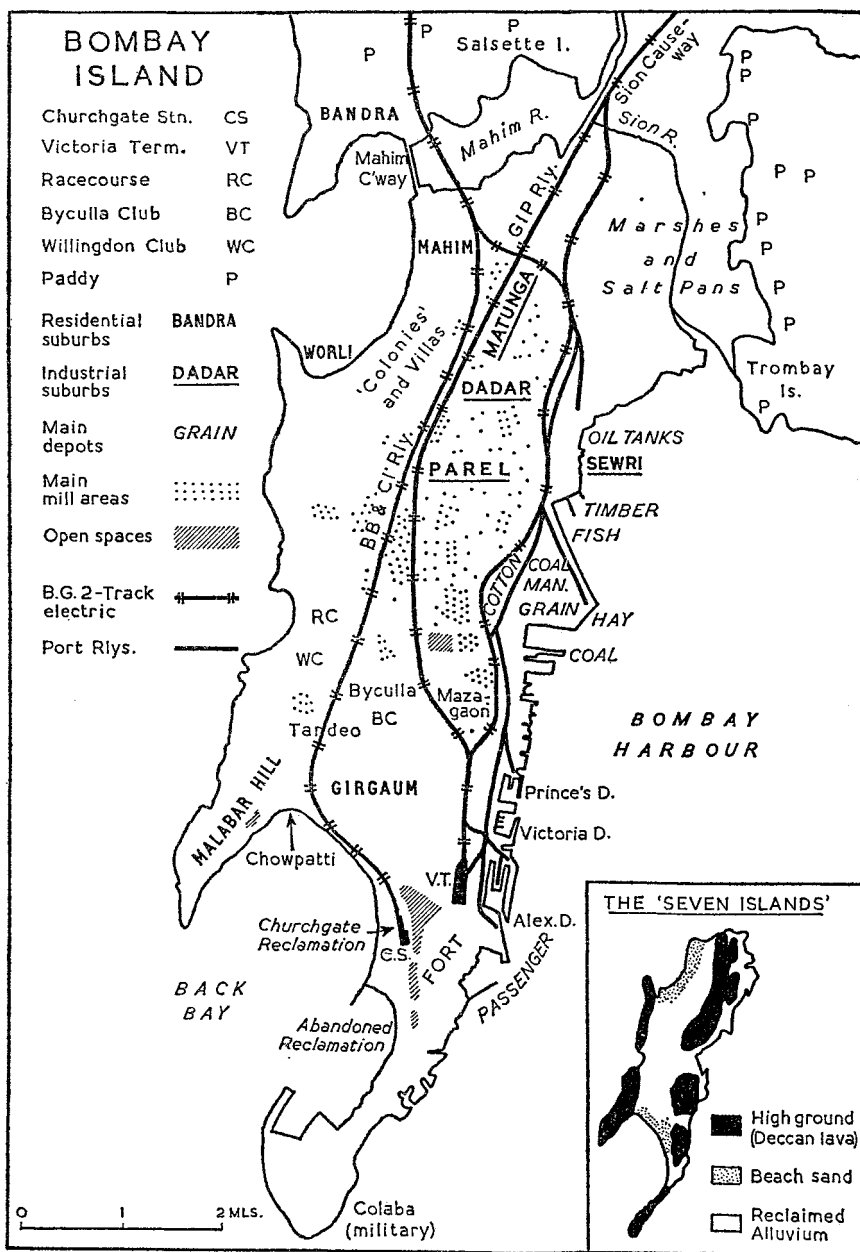 BOMBAY
ISLAND
Churchgate Stn. CS
Victoria Term. VT
Racecourse RC
Byculla Club BC
Willingdon Club WC
Paddy P
Residential
suburbs BANDRA
Industrial
suburbs DADAR
Main
depots GRAIN
Main
mill areas
Open spaces
B.G. 2-Track
electric
Port Rlys.
P
P
P
P
Salsette I.
Sion Cause-
way
BANDRA
Mahim R.
Sion R.
Mahim
C'way
GIP Rly.
MAHIM
MATUNGA
Marshes
and
Salt Pans
P
P
P
P
P
P
P
P
P
P
P
Trombay
Is.
P
WORLI
'Colonies'
and Villas
DADAR
OIL TANKS
SEWRI
PAREL
BB & CI Rly.
TIMBER
FISH
COTTON
COAL
MAN.
GRAIN
HAY
COAL
RC
WC
Byculla
BC
Maza-
gaon
Tardeo
BOMBAY
HARBOUR
GIRGAUM
MALABAR HILL
Prince's D.
Victoria D.
Chowpatti
V.T.
Alex. D.
Churchgate
Reclamation
C.S.
FORT
PASSENGER
BACK
BAY
Abandoned
Reclamation
Colaba
(military)
0 1 2 MLS.
THE 'SEVEN ISLANDS'
High ground
(Deccan lava)
Beach sand
Reclaimed
Alluvium